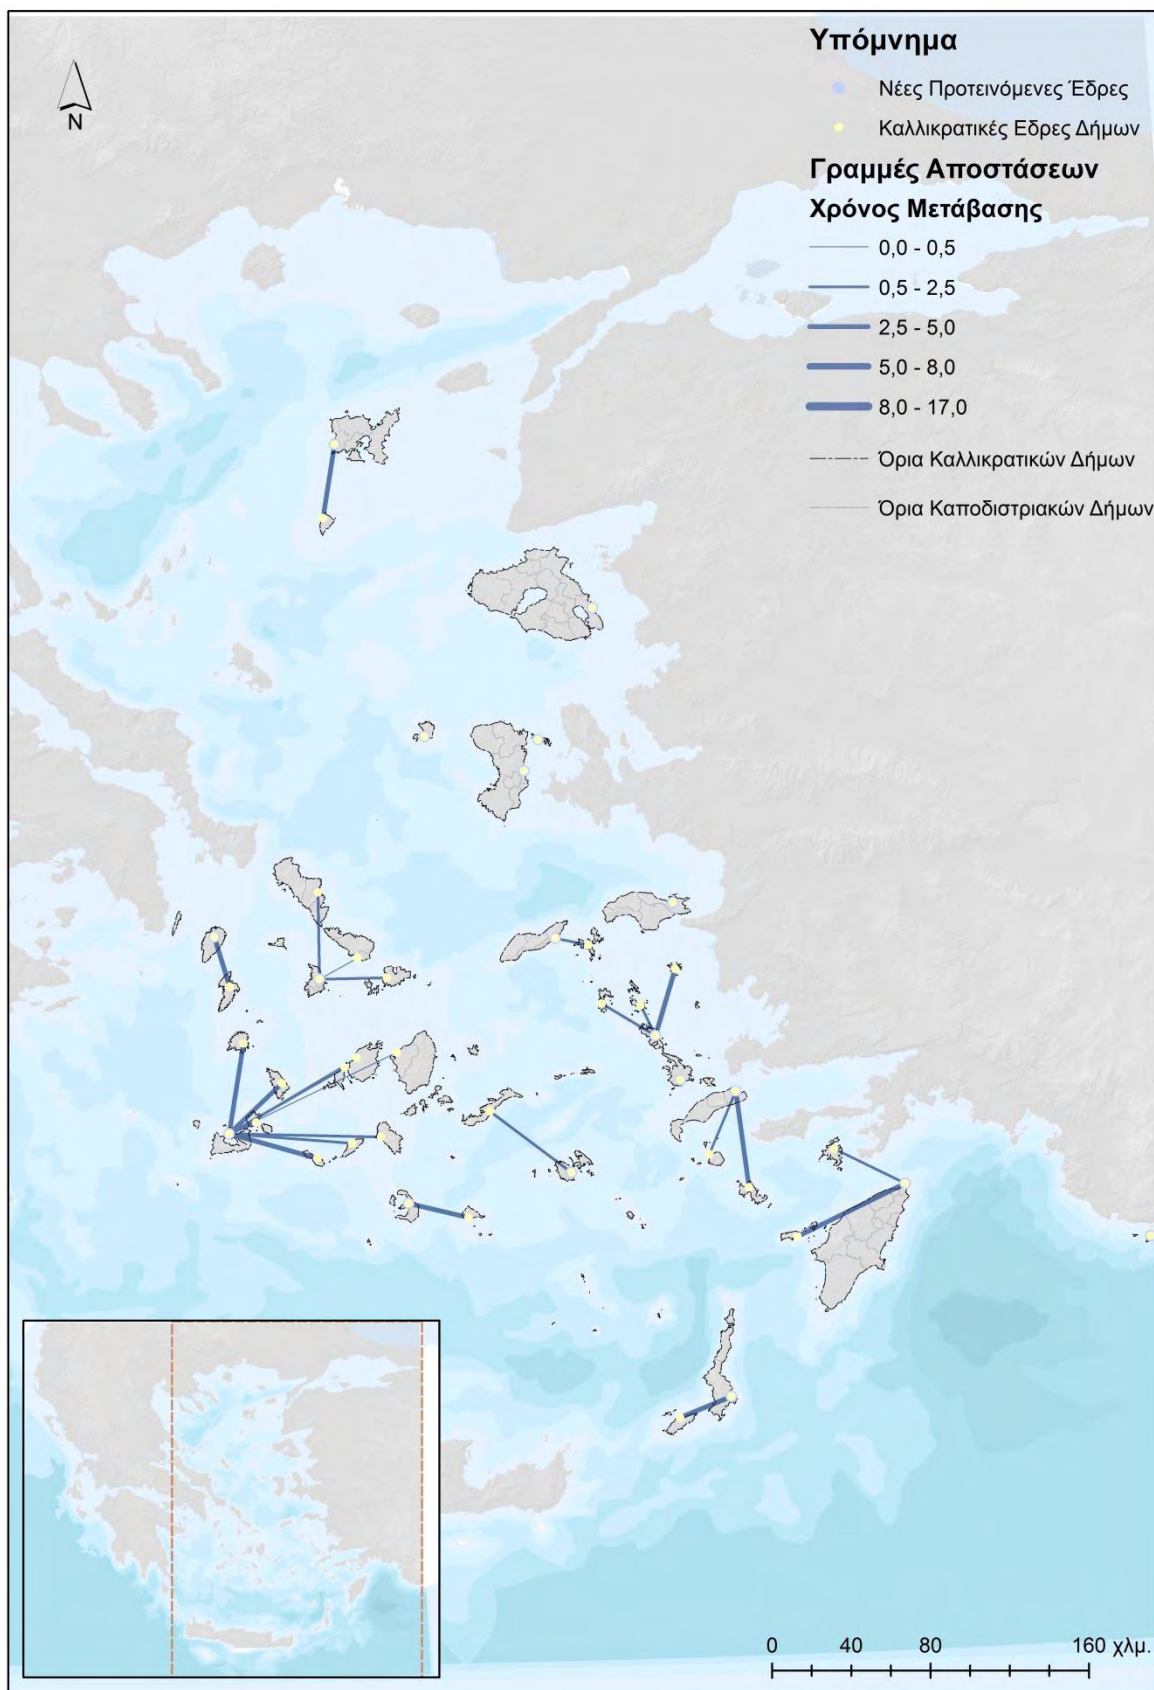 Υπόμνημα
Νέες Προτεινόμενες Έδρες
Καλλικρατικές Εδρες Δήμων
Γραμμές Αποστάσεων
Χρόνος Μετάβασης
0,0 - 0,5
0,5 - 2,5
2,5 - 5,0
5,0 - 8,0
8,0 - 17,0
Όρια Καλλικρατικών Δήμων
Όρια Καποδιστριακών Δήμων
N
0 40 80 160 χλμ.